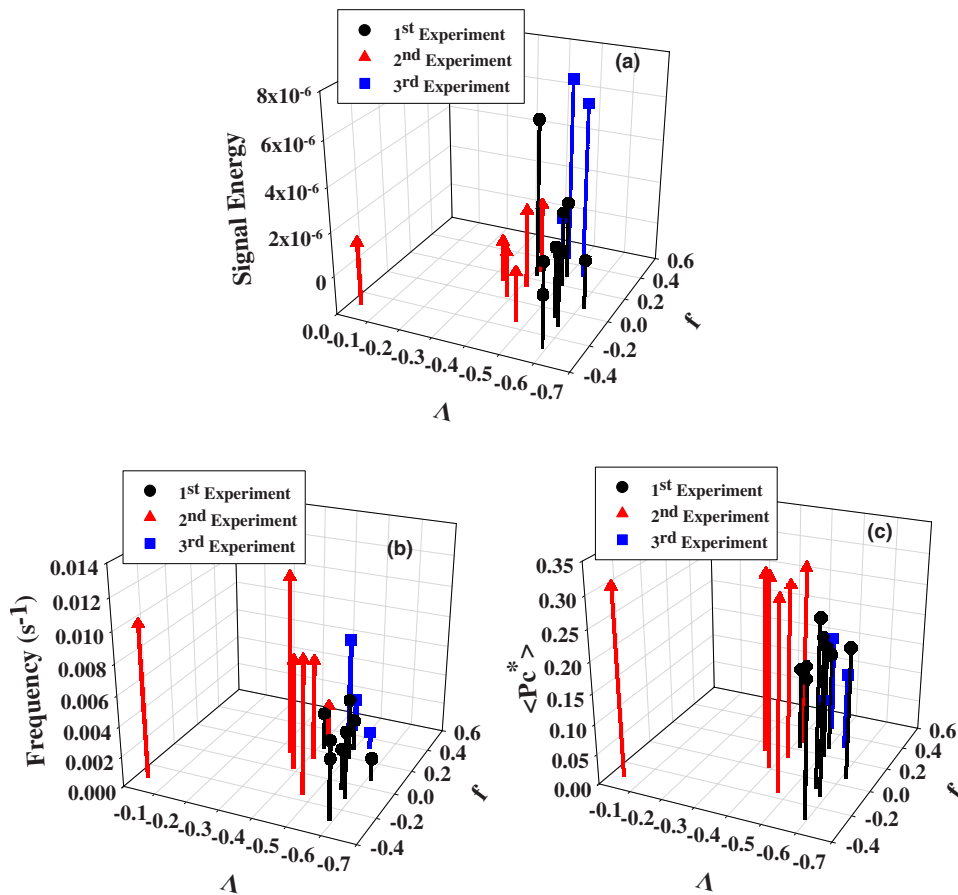 1st Experiment
2nd Experiment
3rd Experiment
(a)
8x10-6
6x10-6
4x10-6
2x10-6
0
Signal Energy
0.0
-0.1
-0.2
-0.3
-0.4
-0.5
-0.6
-0.7
Λ
0.6
0.4
0.2
0.0
-0.2
-0.4
f
1st Experiment
2nd Experiment
3rd Experiment
(b)
0.014
0.012
0.010
0.008
0.006
0.004
0.002
0.000
Frequency (s-1)
-0.1
-0.2
-0.3
-0.4
-0.5
-0.6
-0.7
Λ
0.6
0.4
0.2
0.0
-0.2
-0.4
f
1st Experiment
2nd Experiment
3rd Experiment
(c)
0.35
0.30
0.25
0.20
0.15
0.10
0.05
0.00
<Pc*>
-0.1
-0.2
-0.3
-0.4
-0.5
-0.6
-0.7
Λ
0.6
0.4
0.2
0.0
-0.2
-0.4
f